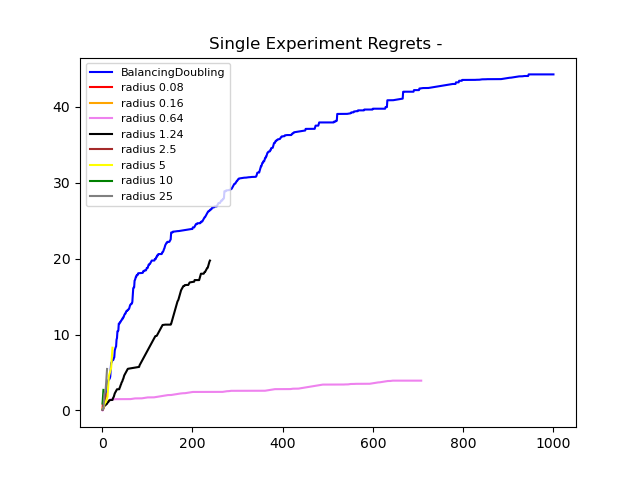 Single Experiment Regrets -
BalancingDoubling
radius 0.08
radius 0.16
radius 0.64
radius 1.24
radius 2.5
radius 5
radius 10
radius 25
40
30
20
10
0
0 200 400 600 800 1000